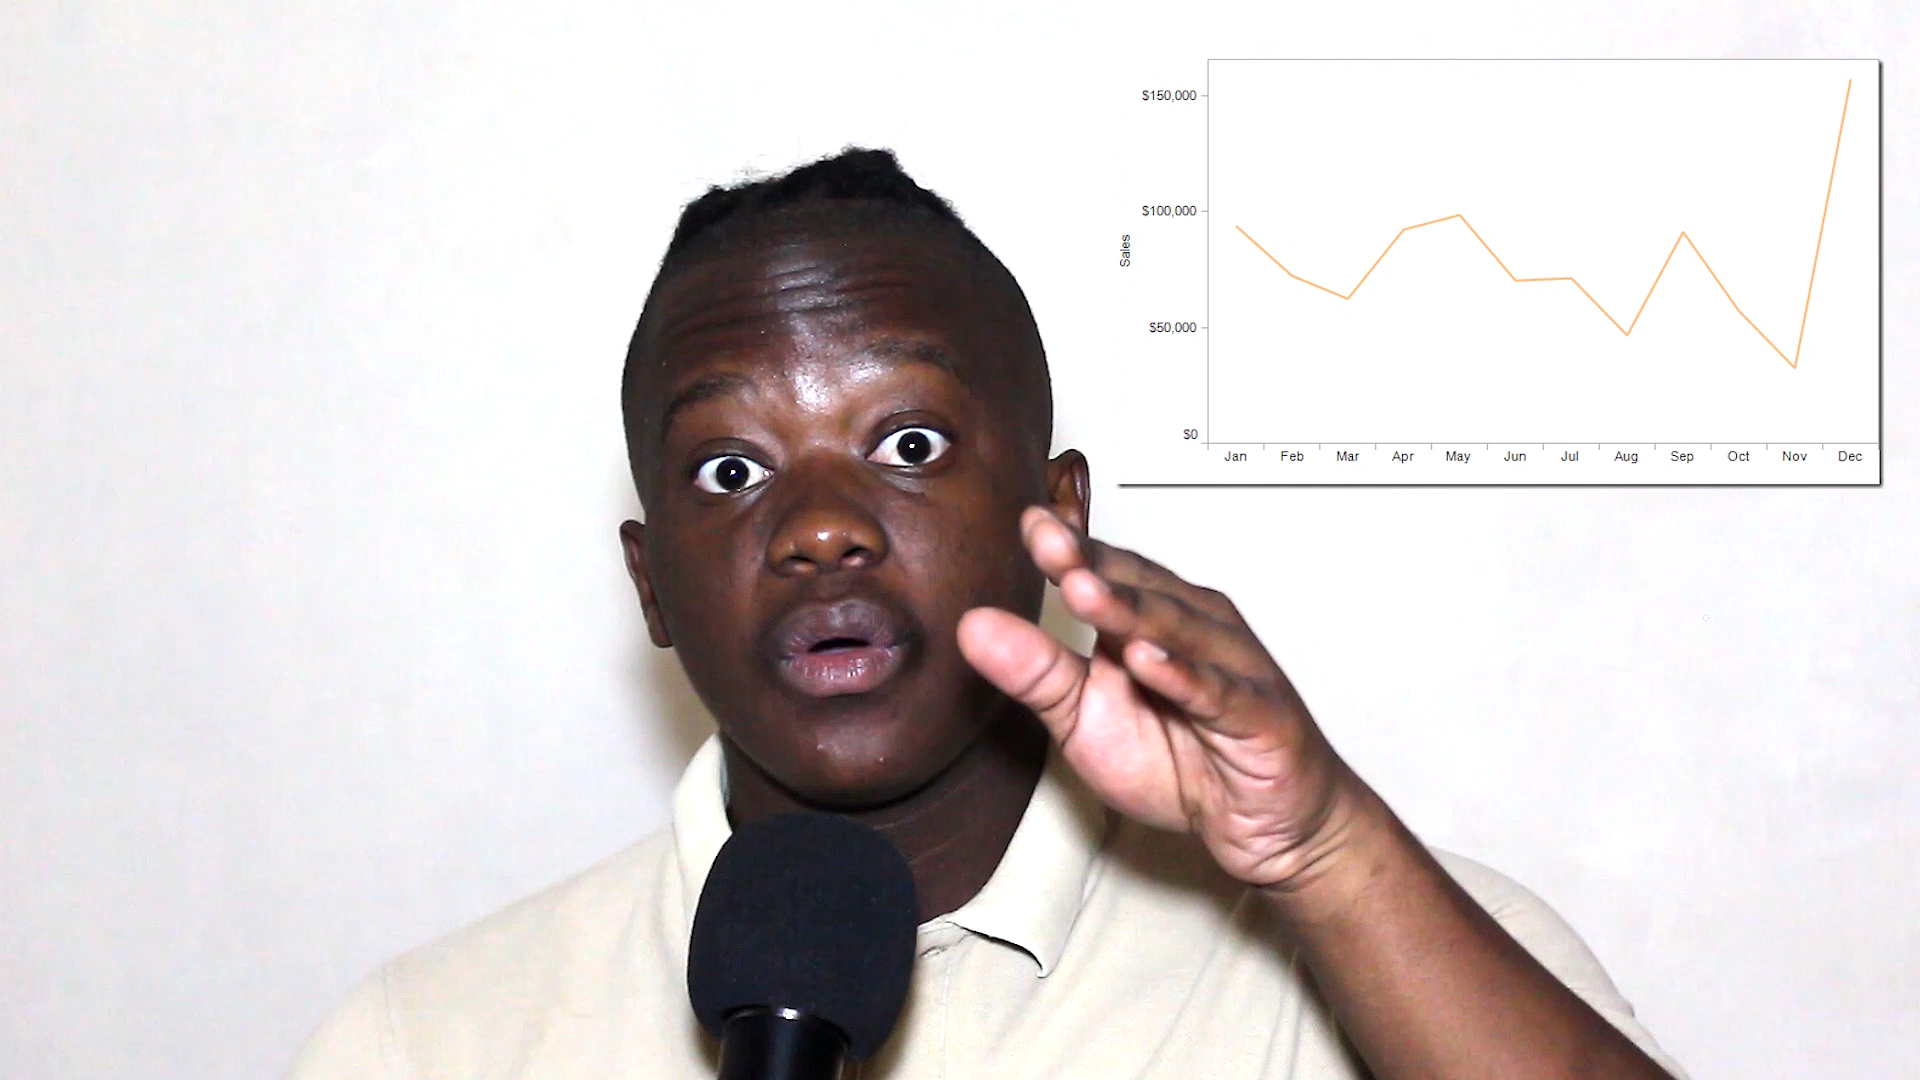 $150,000
$100,000
Sales
$50,000
$0
Jan Feb Mar Apr May Jun Jul Aug Sep Oct Nov Dec